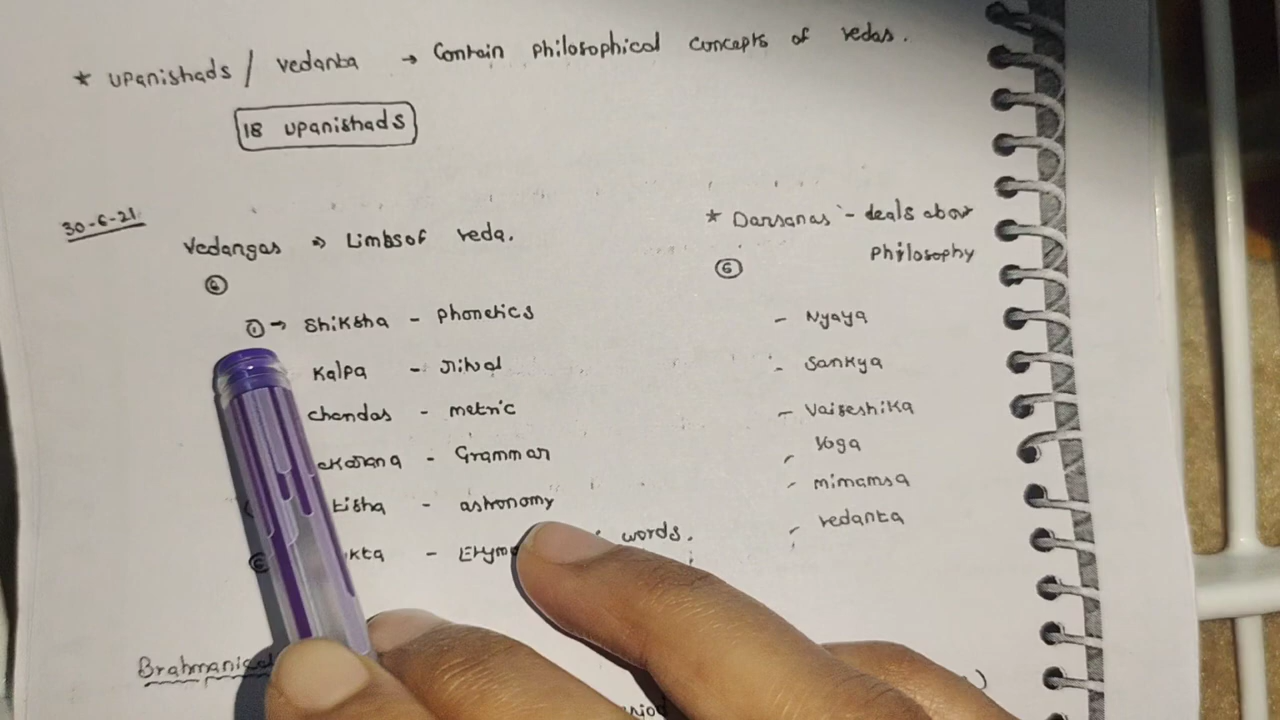 * Upanishads / Vedanta → Contain philosophical concepts of vedas.
18 upanishads
30-6-21
Vedangas ⇒ Limbs of veda.
6
① → Shiksha - phonetics
Kalpa - ritual
chandas - metric
- Grammar
- astronomy
words.
* Darsanas - deals about
philosophy
6
- Nyaya
- Sankya
- Vaiseshika
- Yoga
- mimamsa
- vedanta